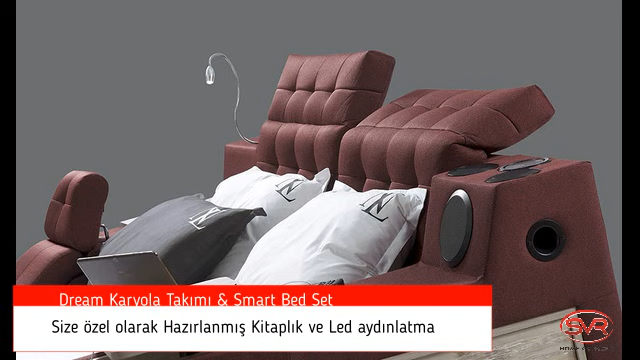 Dream Karyola Takımı & Smart Bed Set
Size özel olarak Hazırlanmış Kitaplık ve Led aydınlatma
SVR